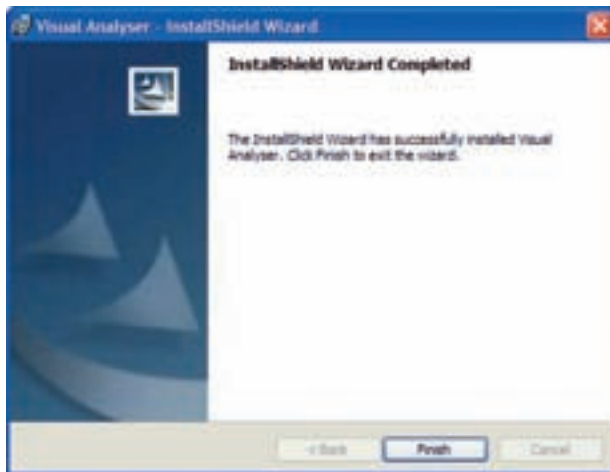 Visual Analyser - InstallShield Wizard
InstallShield Wizard Completed
The InstallShield Wizard has successfully installed Visual
Analyser. Click Finish to exit the wizard.
< Back
Finish
Cancel